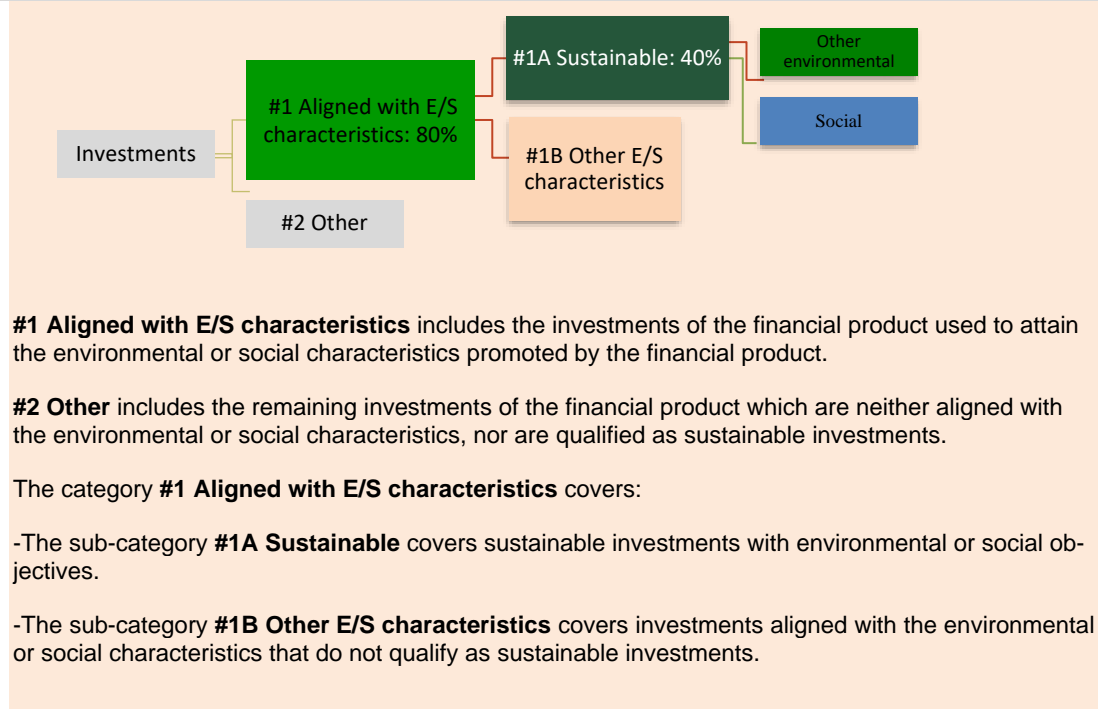 Other
environmental
#1A Sustainable: 40%
#1 Aligned with E/S
characteristics: 80%
Social
Investments
#1B Other E/S
characteristics
#2 Other
#1 Aligned with E/S characteristics includes the investments of the financial product used to attain
the environmental or social characteristics promoted by the financial product.
#2 Other includes the remaining investments of the financial product which are neither aligned with
the environmental or social characteristics, nor are qualified as sustainable investments.
The category #1 Aligned with E/S characteristics covers:
-The sub-category #1A Sustainable covers sustainable investments with environmental or social ob-
jectives.
-The sub-category #1B Other E/S characteristics covers investments aligned with the environmental
or social characteristics that do not qualify as sustainable investments.